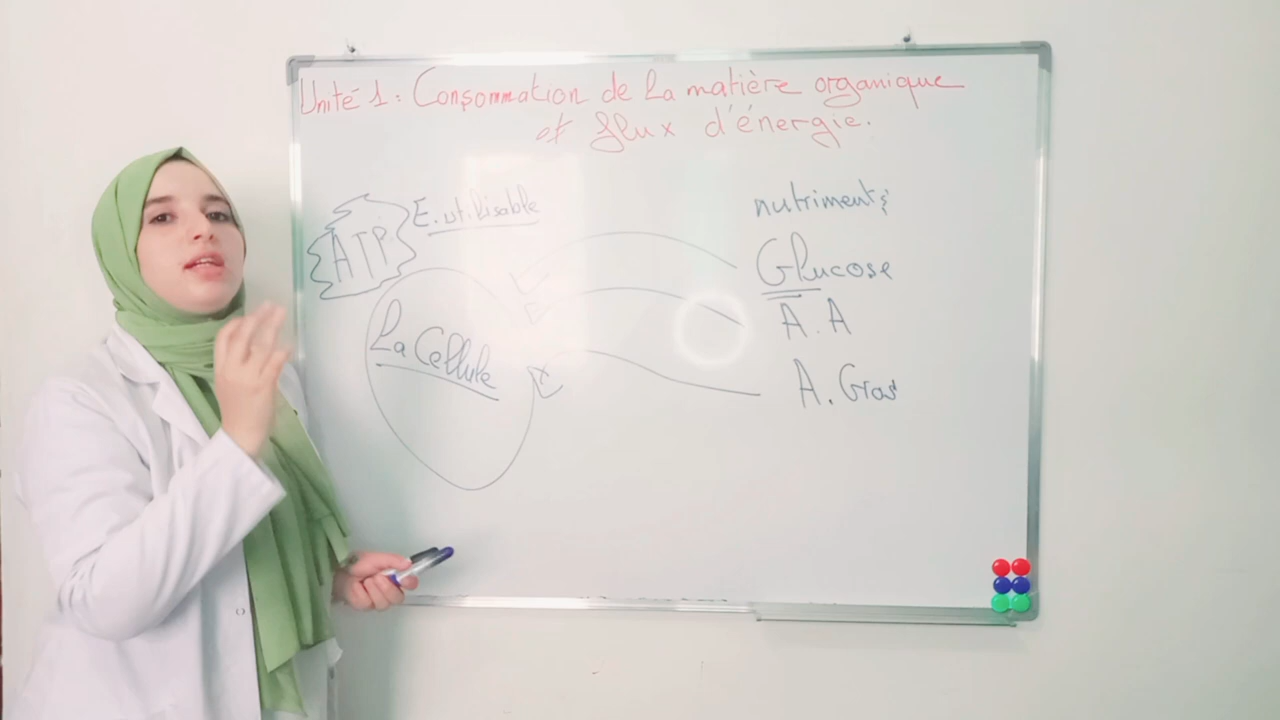 Unité 1 : Consommation de la matière organique
et flux d'énergie.
ATP
E. utilisable
nutriments
Glucose
A. A
A. Gras
La Cellule